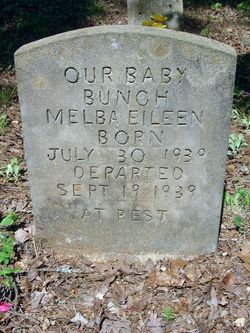 OUR BABY
BUNCH
MELBA EILEEN
BORN
JULY 30 1939
DEPARTED
SEPT 19 1939
AT REST